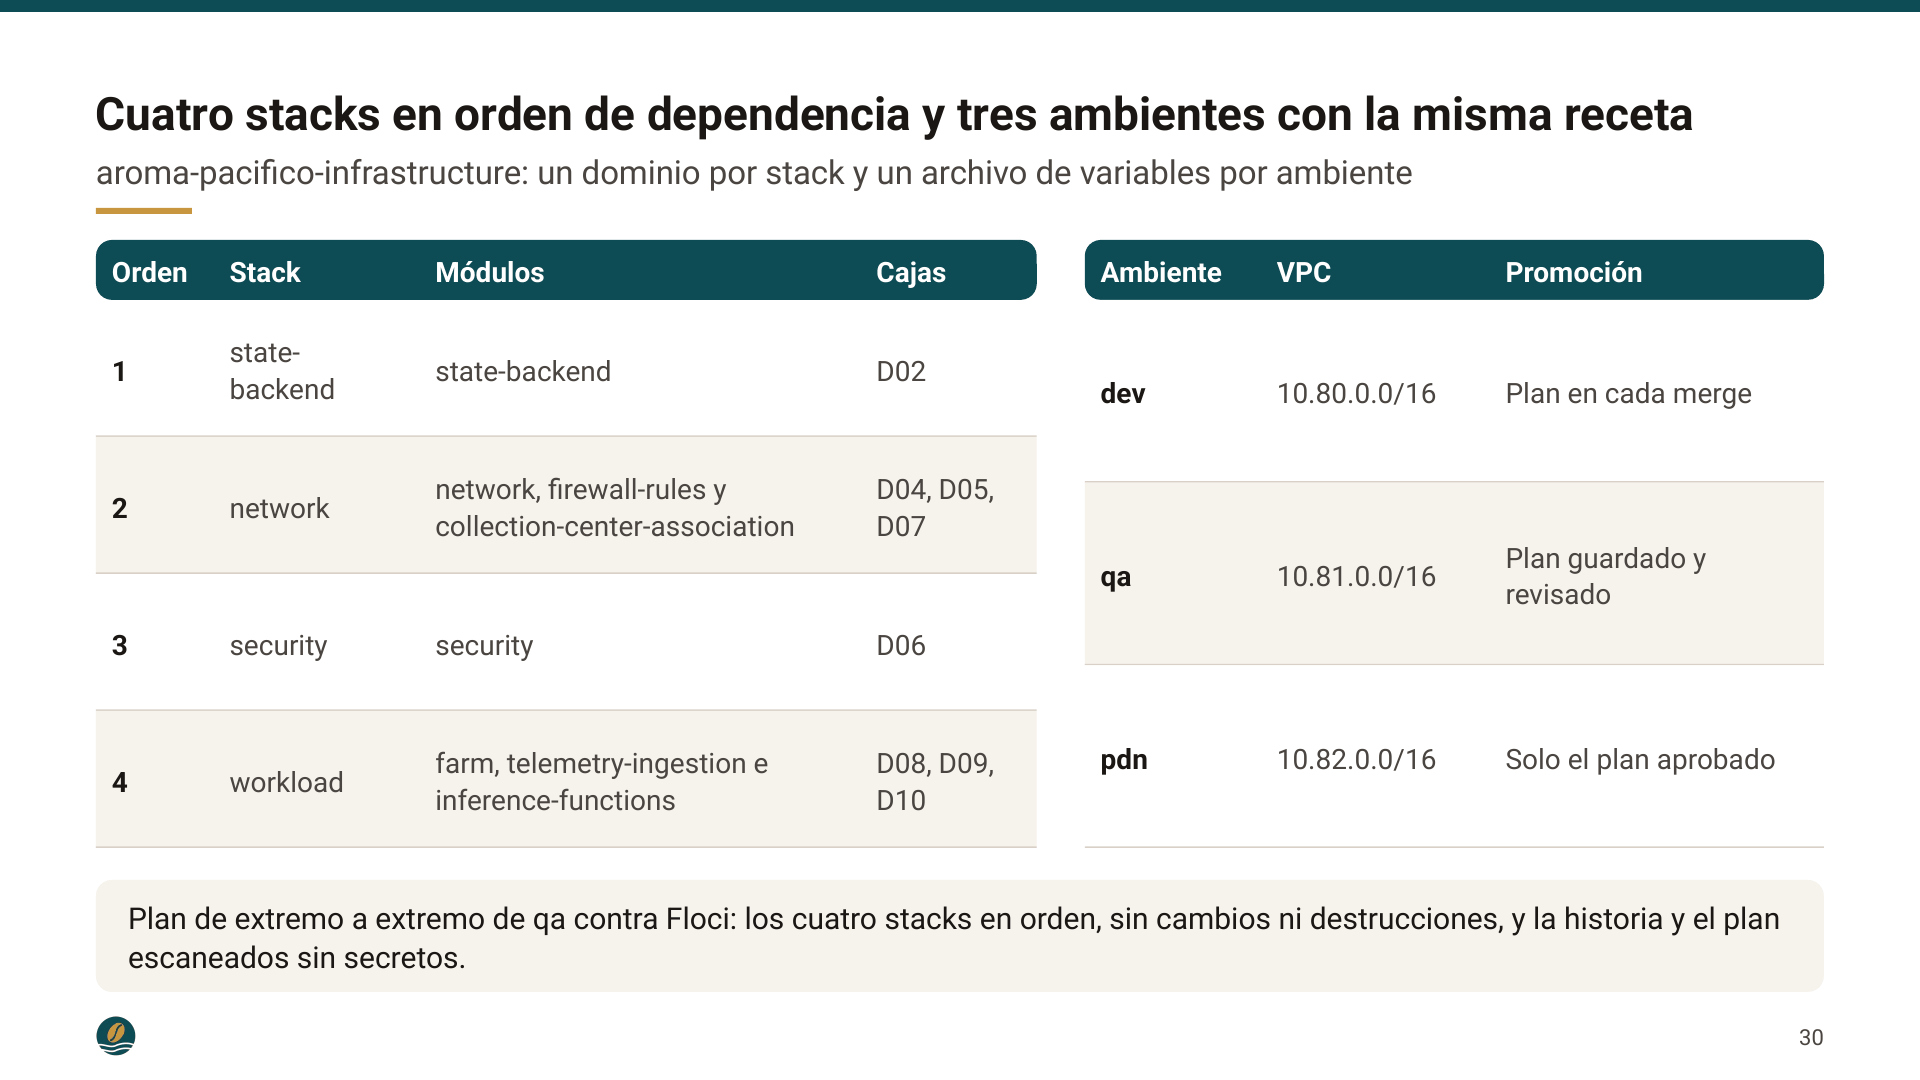 Cuatro stacks en orden de dependencia y tres ambientes con la misma receta
aroma-pacifico-infrastructure: un dominio por stack y un archivo de variables por ambiente
Orden Stack Módulos Cajas
1 state-backend state-backend D02
2 network network, firewall-rules y collection-center-association D04, D05, D07
3 security security D06
4 workload farm, telemetry-ingestion e inference-functions D08, D09, D10
Ambiente VPC Promoción
dev 10.80.0.0/16 Plan en cada merge
qa 10.81.0.0/16 Plan guardado y revisado
pdn 10.82.0.0/16 Solo el plan aprobado
Plan de extremo a extremo de qa contra Floci: los cuatro stacks en orden, sin cambios ni destrucciones, y la historia y el plan
escaneados sin secretos.
30